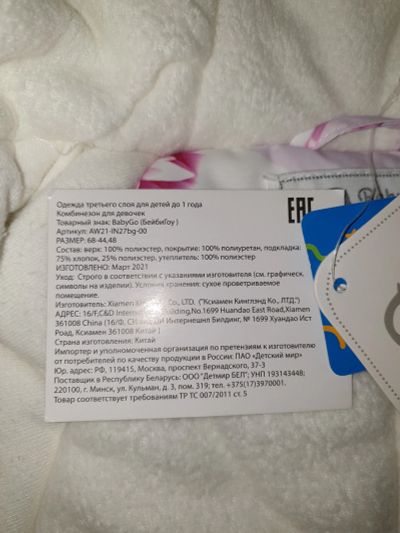 Одежда третьего слоя для детей до 1 года
Комбинезон для девочек
Товарный знак: BabyGo (БейбиГоу )
Артикул: AW21-IN27bg-00
РАЗМЕР: 68-44,48
Состав: верх: 100% полиэстер, покрытие: 100% полиуретан, подкладка:
75% хлопок, 25% полиэстер, утеплитель: 100% полиэстер
ИЗГОТОВЛЕНО: Март 2021
Уход: Строго в соответствии с указаниями изготовителя (см. графическ.
символы на изделии). Условия хранения: сухое проветриваемое
помещение.
Изготовитель: Xiamen Co., LTD. ("Ксиамен Кинглэнд Ко., ЛТД.")
АДРЕС: 16/F,C&D International Building, No.1699 Huandao East Road,Xiamen
361008 China (16/Ф, Интернешнл Билдинг, № 1699 Хуандао Ист
Роад, Ксиамен 361008 Китай )
Страна изготовления: Китай
Импортер и уполномоченная организация по претензиям к изготовителю
от потребителей по качеству продукции в России: ПАО «Детский мир»
Юр. адрес: РФ, 119415, Москва, проспект Вернадского, 37-3
Поставщик в Республику Беларусь: ООО "Детмир БЕЛ"; УНП 193143448;
220100, г. Минск, ул. Кульман, д. 3, пом. 319; тел. +375(17)3970001.
Товар соответствует требованиям ТР ТС 007/2011 ст. 5
EAC